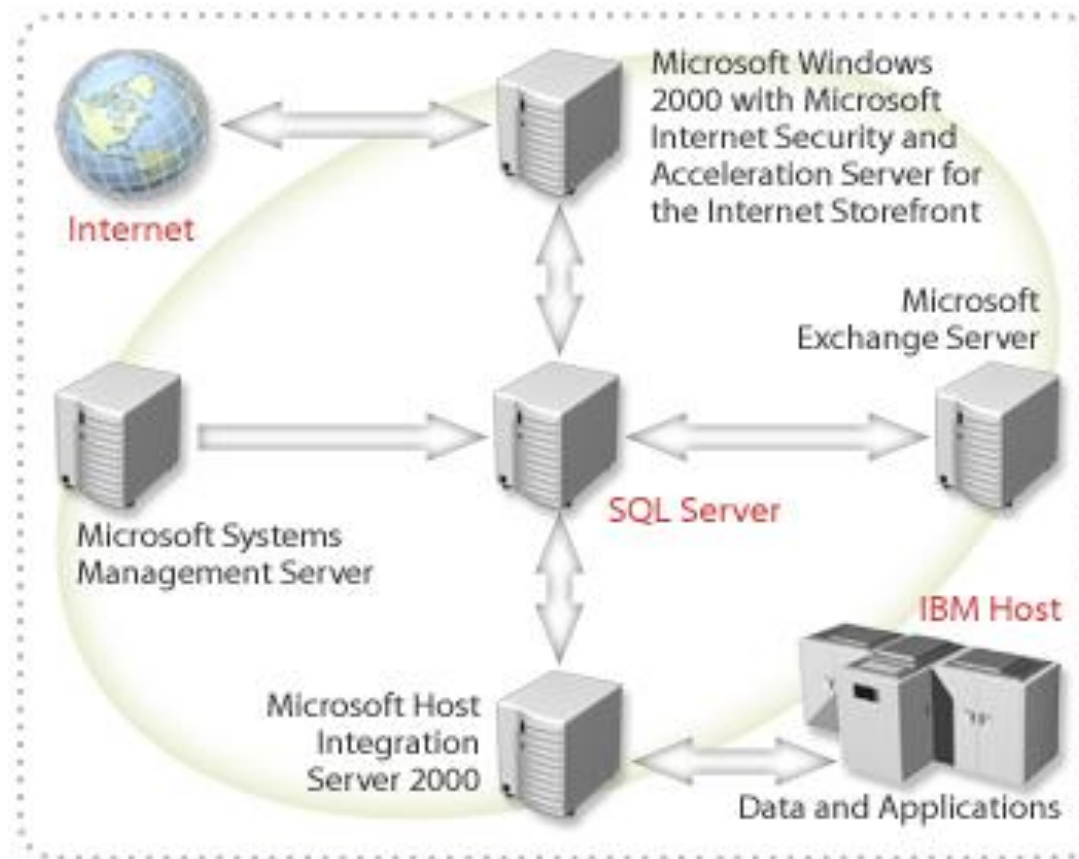 Microsoft Windows
2000 with Microsoft
Internet Security and
Acceleration Server for
the Internet Storefront
Internet
Microsoft
Exchange Server
SQL Server
Microsoft Systems
Management Server
IBM Host
Microsoft Host
Integration
Server 2000
Data and Applications